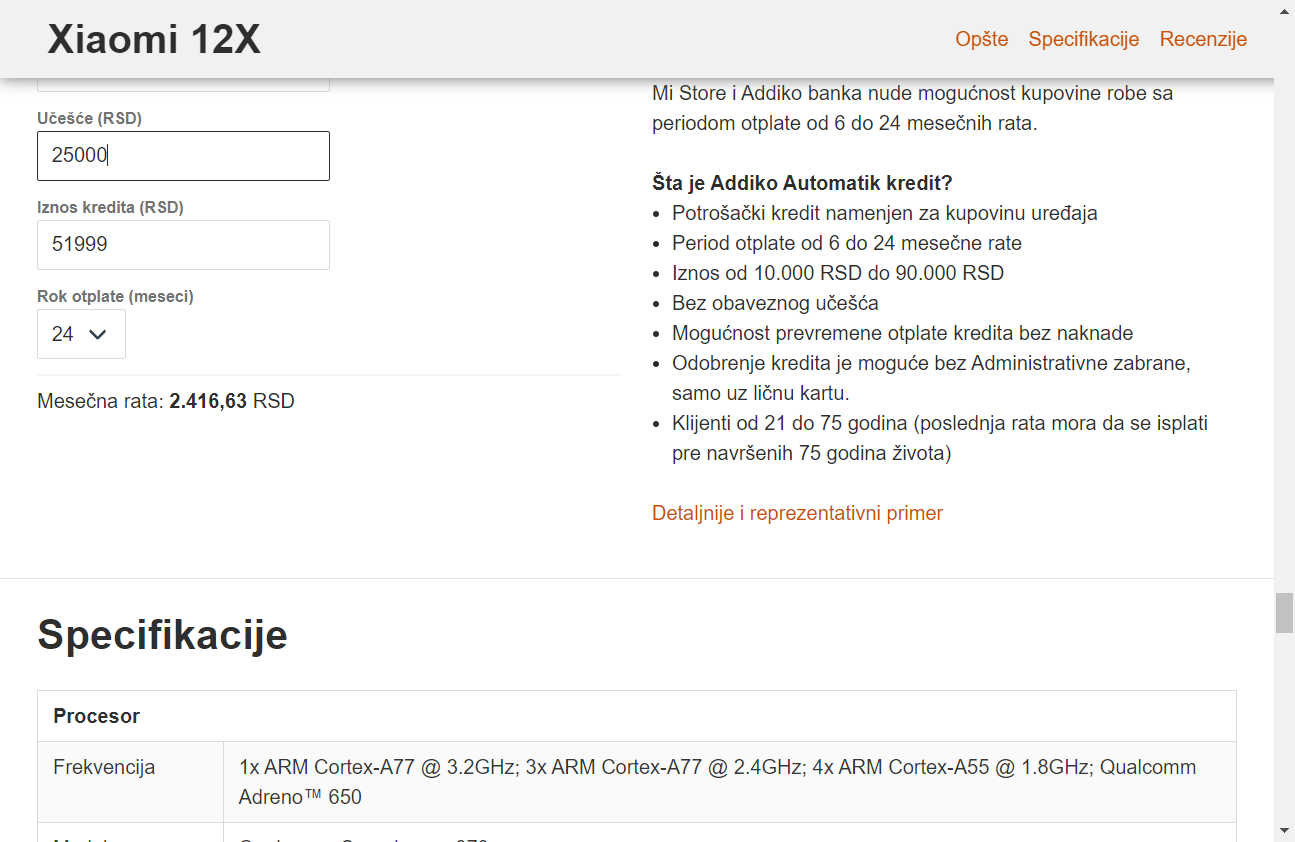 Xiaomi 12X
Opšte Specifikacije Recenzije
Učešće (RSD)
25000
Iznos kredita (RSD)
51999
Rok otplate (meseci)
24
Mesečna rata: 2.416,63 RSD
Mi Store i Addiko banka nude mogućnost kupovine robe sa
periodom otplate od 6 do 24 mesečnih rata.
Šta je Addiko Automatik kredit?
• Potrošački kredit namenjen za kupovinu uređaja
• Period otplate od 6 do 24 mesečne rate
• Iznos od 10.000 RSD do 90.000 RSD
• Bez obaveznog učešća
• Mogućnost prevremene otplate kredita bez naknade
• Odobrenje kredita je moguće bez Administrativne zabrane,
samo uz ličnu kartu.
• Klijenti od 21 do 75 godina (poslednja rata mora da se isplati
pre navršenih 75 godina života)
Detaljnije i reprezentativni primer
Specifikacije
Procesor
Frekvencija
1x ARM Cortex-A77 @ 3.2GHz; 3x ARM Cortex-A77 @ 2.4GHz; 4x ARM Cortex-A55 @ 1.8GHz; Qualcomm
Adreno™ 650